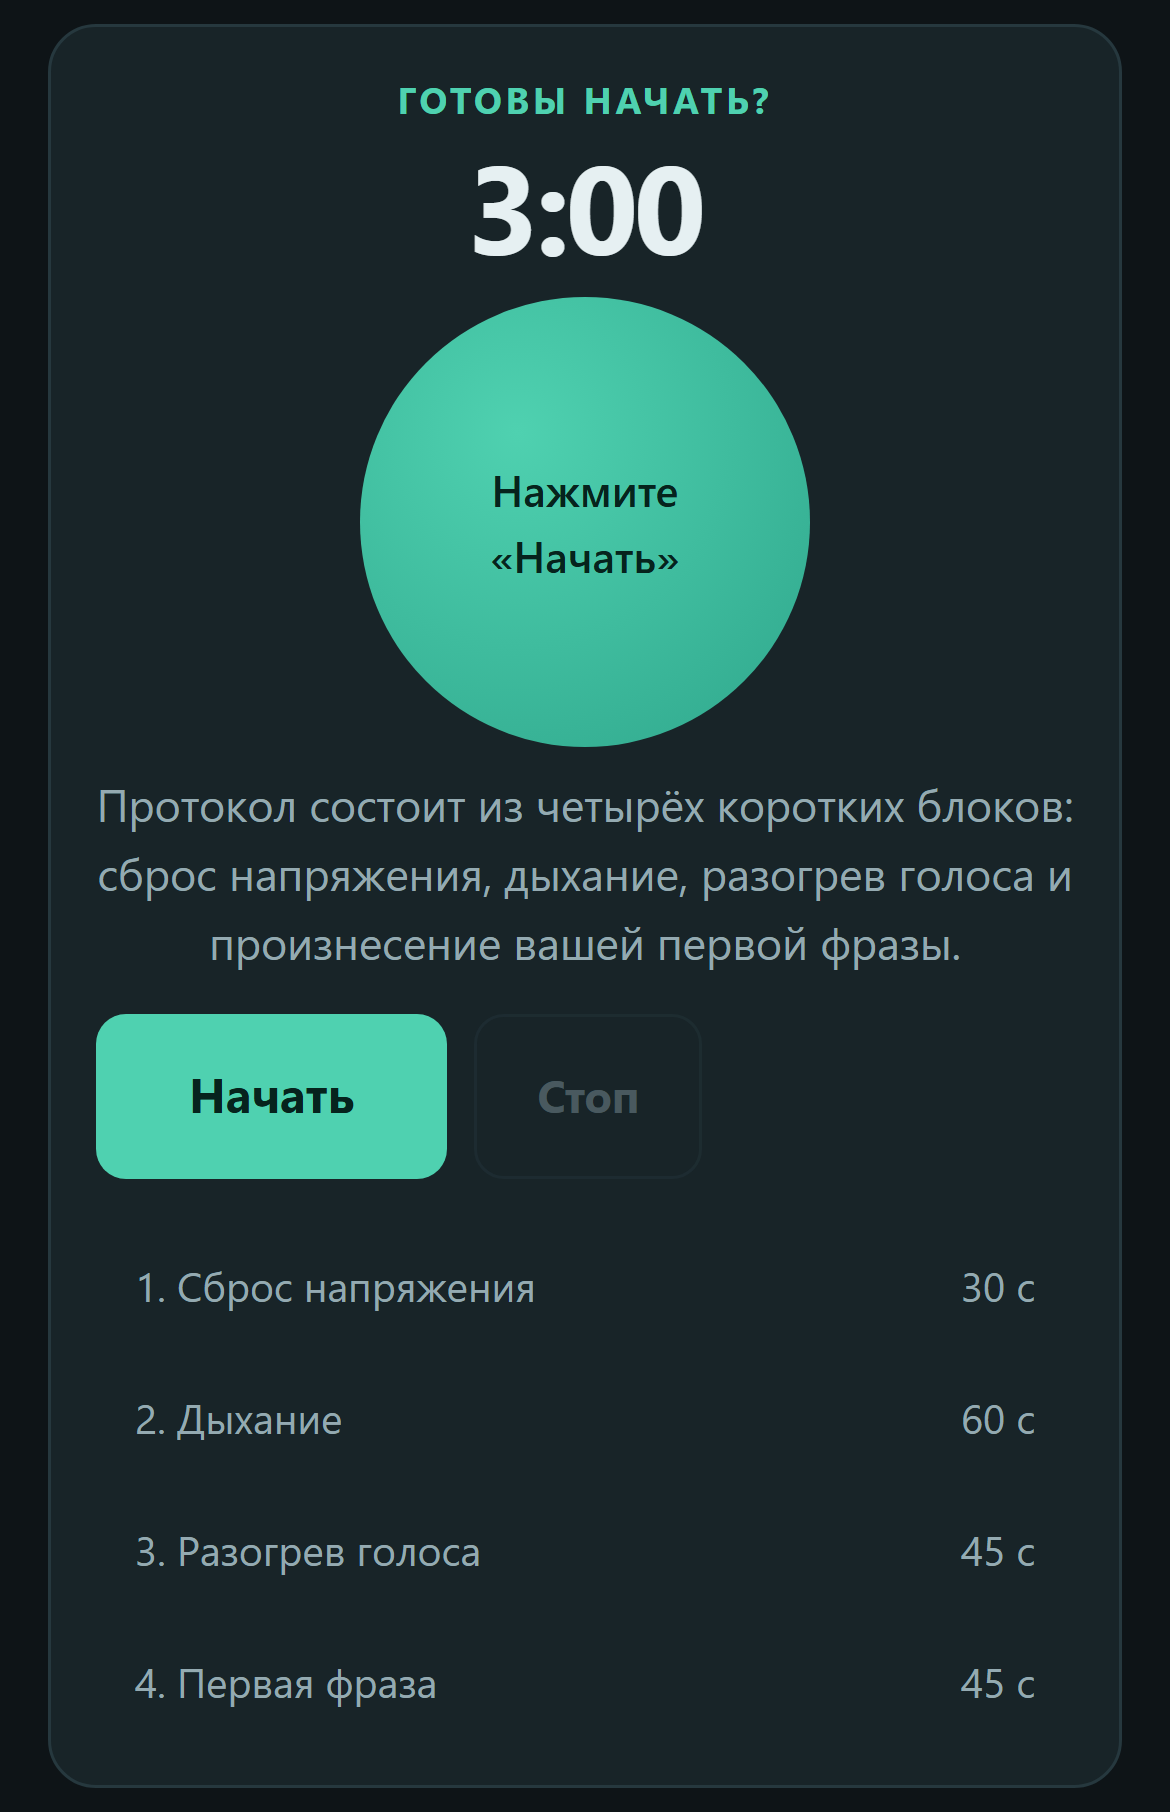 ГОТОВЫ НАЧАТЬ?
3:00
Нажмите
«Начать»
Протокол состоит из четырёх коротких блоков:
сброс напряжения, дыхание, разогрев голоса и
произнесение вашей первой фразы.
Начать
Стоп
1. Сброс напряжения 30 с
2. Дыхание 60 с
3. Разогрев голоса 45 с
4. Первая фраза 45 с